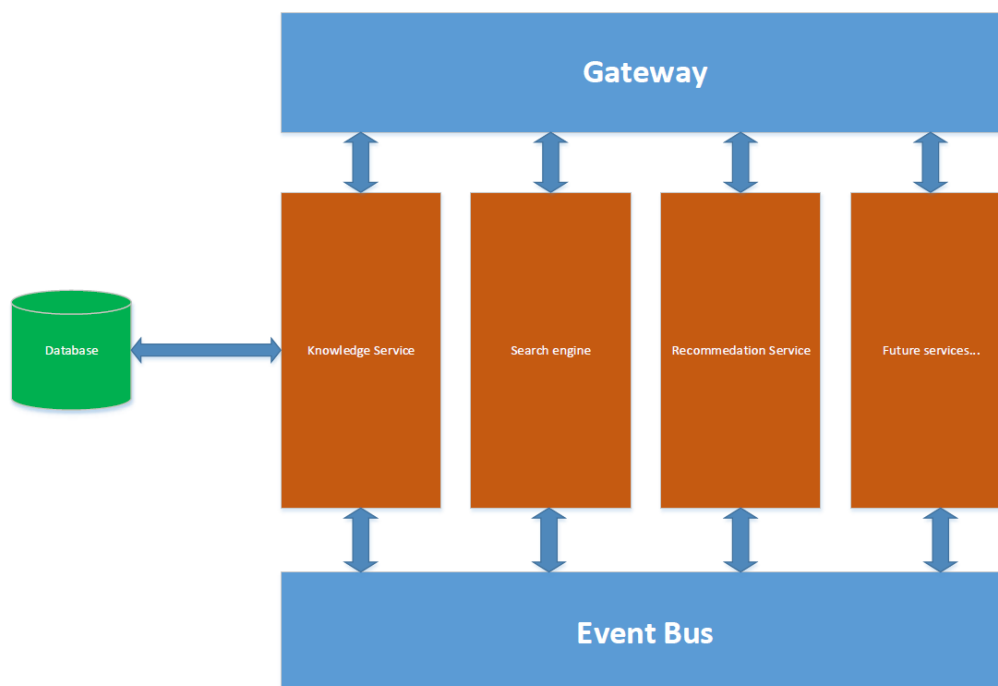 Gateway
Database
Knowledge Service
Search engine
Recommedation Service
Future services...
Event Bus